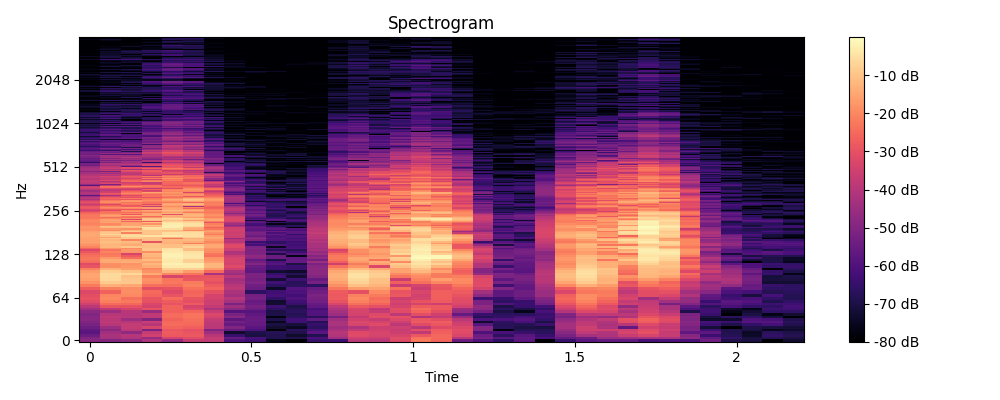 Spectrogram
Hz
2048
1024
512
256
128
64
0
0
0.5
1
1.5
2
Time
-10 dB
-20 dB
-30 dB
-40 dB
-50 dB
-60 dB
-70 dB
-80 dB